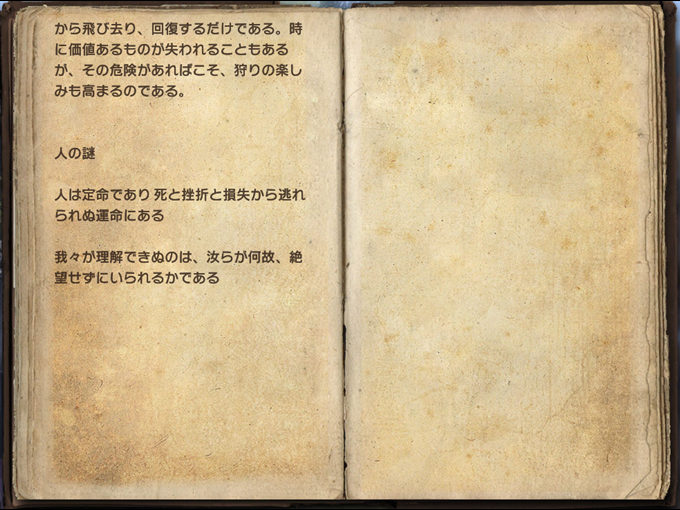 から飛び去り、回復するだけである。時
に価値あるものが失われることもある
が、その危険があればこそ、狩りの楽し
みも高まるのである。
人の謎
人は定命であり 死と挫折と損失から逃れ
られぬ運命にある
我々が理解できぬのは、汝らが何故、絶
望せずにいられるかである